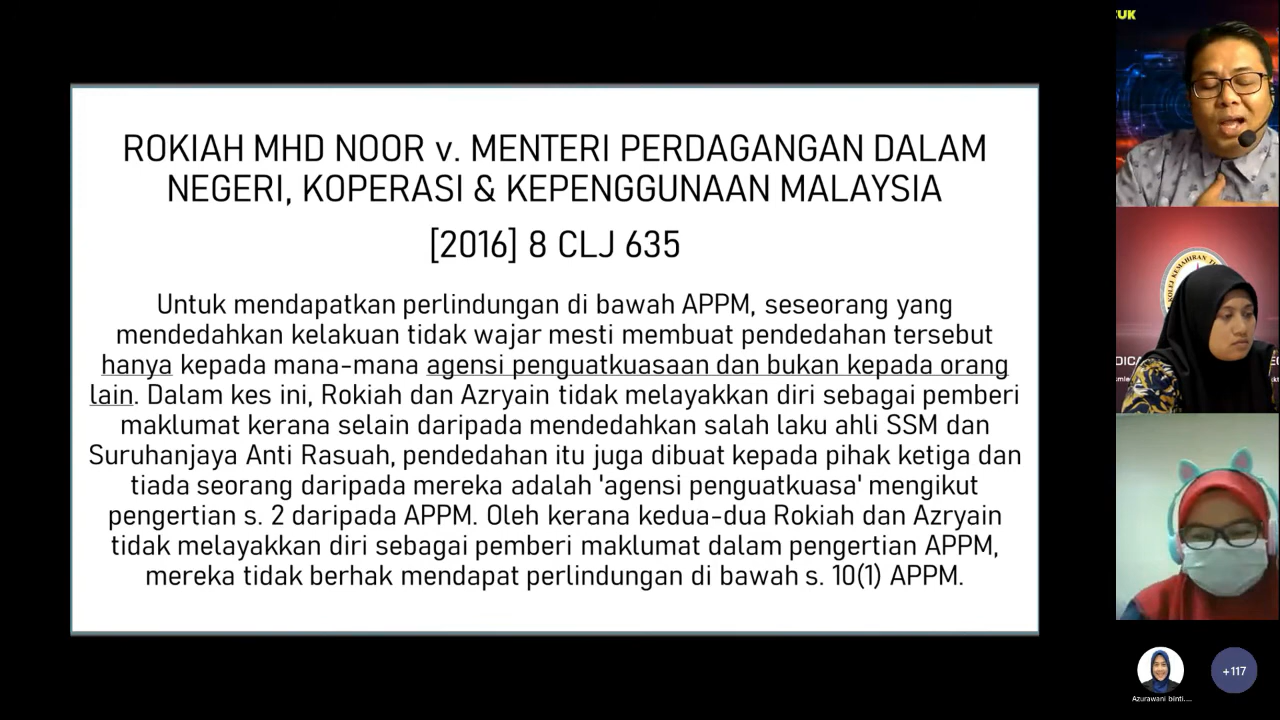 ROKIAH MHD NOOR v. MENTERI PERDAGANGAN DALAM
NEGERI, KOPERASI & KEPENGGUNAAN MALAYSIA
[2016] 8 CLJ 635
Untuk mendapatkan perlindungan di bawah APPM, seseorang yang
mendedahkan kelakuan tidak wajar mesti membuat pendedahan tersebut
hanya kepada mana-mana agensi penguatkuasaan dan bukan kepada orang
lain. Dalam kes ini, Rokiah dan Azryain tidak melayakkan diri sebagai pemberi
maklumat kerana selain daripada mendedahkan salah laku ahli SSM dan
Suruhanjaya Anti Rasuah, pendedahan itu juga dibuat kepada pihak ketiga dan
tiada seorang daripada mereka adalah 'agensi penguatkuasa' mengikut
pengertian s. 2 daripada APPM. Oleh kerana kedua-dua Rokiah dan Azryain
tidak melayakkan diri sebagai pemberi maklumat dalam pengertian APPM,
mereka tidak berhak mendapat perlindungan di bawah s. 10(1) APPM.
KOLEJ KEMAHIRAN
Azurawani binti....
+117